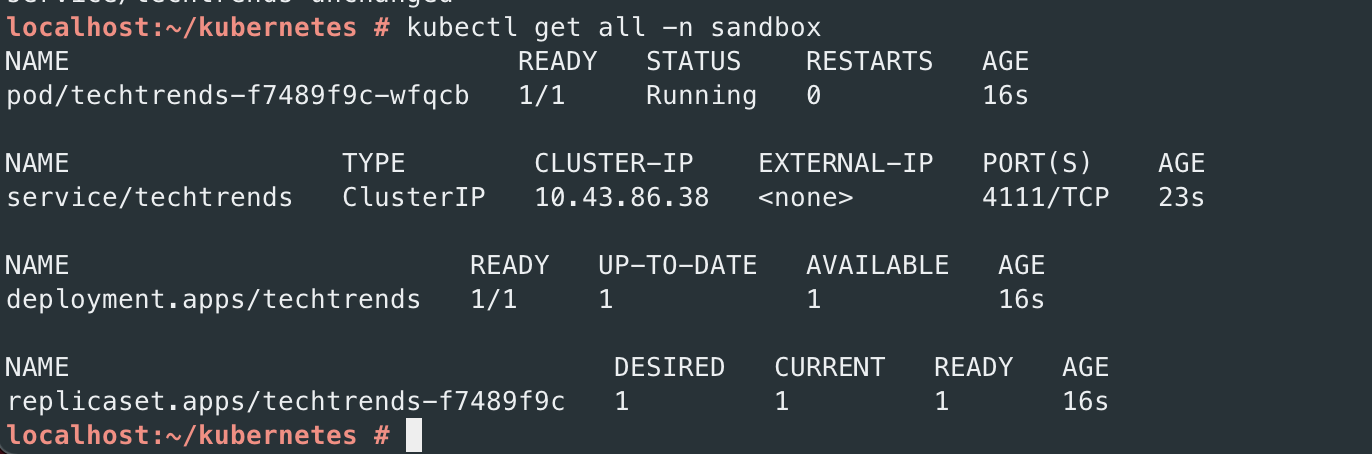 service/techtrends unchanged
localhost:~/kubernetes # kubectl get all -n sandbox
NAME                            READY   STATUS    RESTARTS   AGE
pod/techtrends-f7489f9c-wfqcb   1/1     Running   0          16s

NAME                 TYPE        CLUSTER-IP    EXTERNAL-IP   PORT(S)    AGE
service/techtrends   ClusterIP   10.43.86.38   <none>        4111/TCP   23s

NAME                         READY   UP-TO-DATE   AVAILABLE   AGE
deployment.apps/techtrends   1/1     1            1           16s

NAME                                  DESIRED   CURRENT   READY   AGE
replicaset.apps/techtrends-f7489f9c   1         1         1       16s
localhost:~/kubernetes #